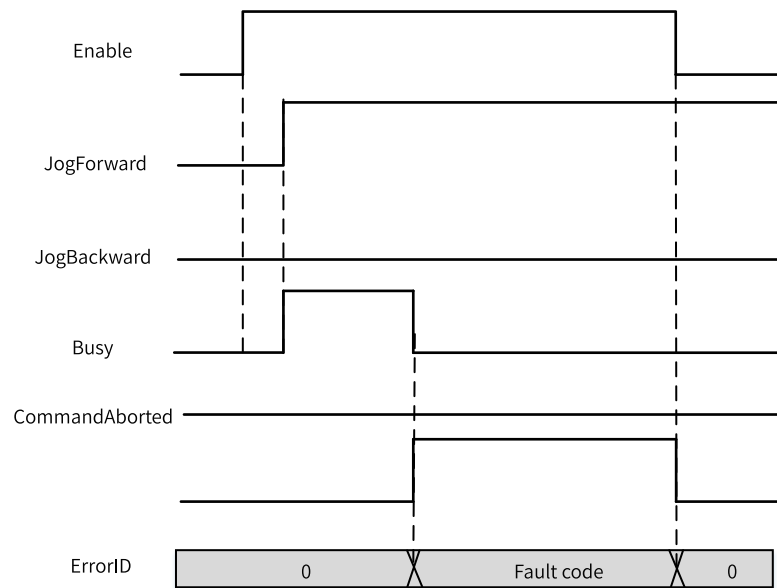 Enable
JogForward
JogBackward
Busy
CommandAborted
ErrorID
0
Fault code
0